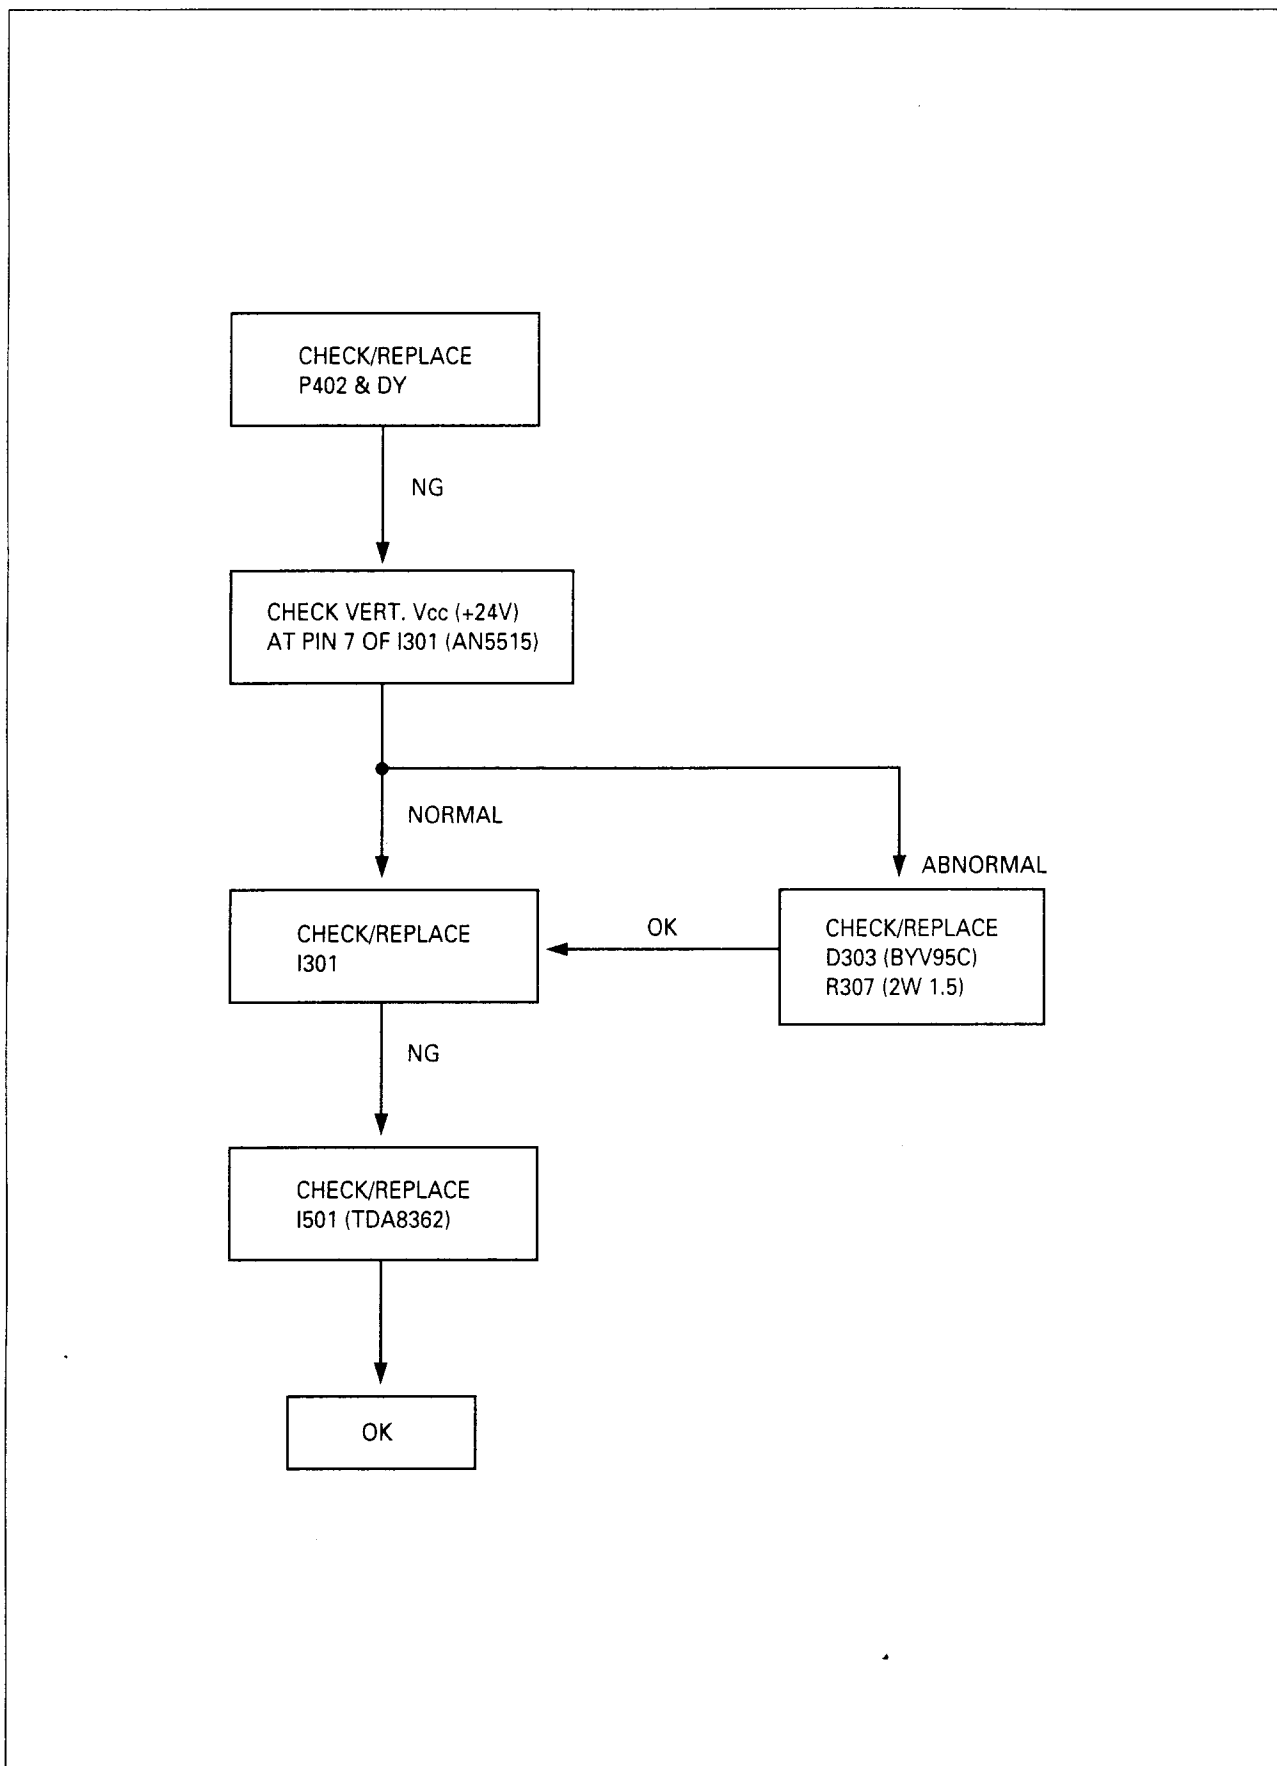 CHECK/REPLACE
P402 & DY
NG
CHECK VERT. Vcc (+24V)
AT PIN 7 OF I301 (AN5515)
NORMAL
ABNORMAL
CHECK/REPLACE
I301
OK
CHECK/REPLACE
D303 (BYV95C)
R307 (2W 1.5)
NG
CHECK/REPLACE
I501 (TDA8362)
OK